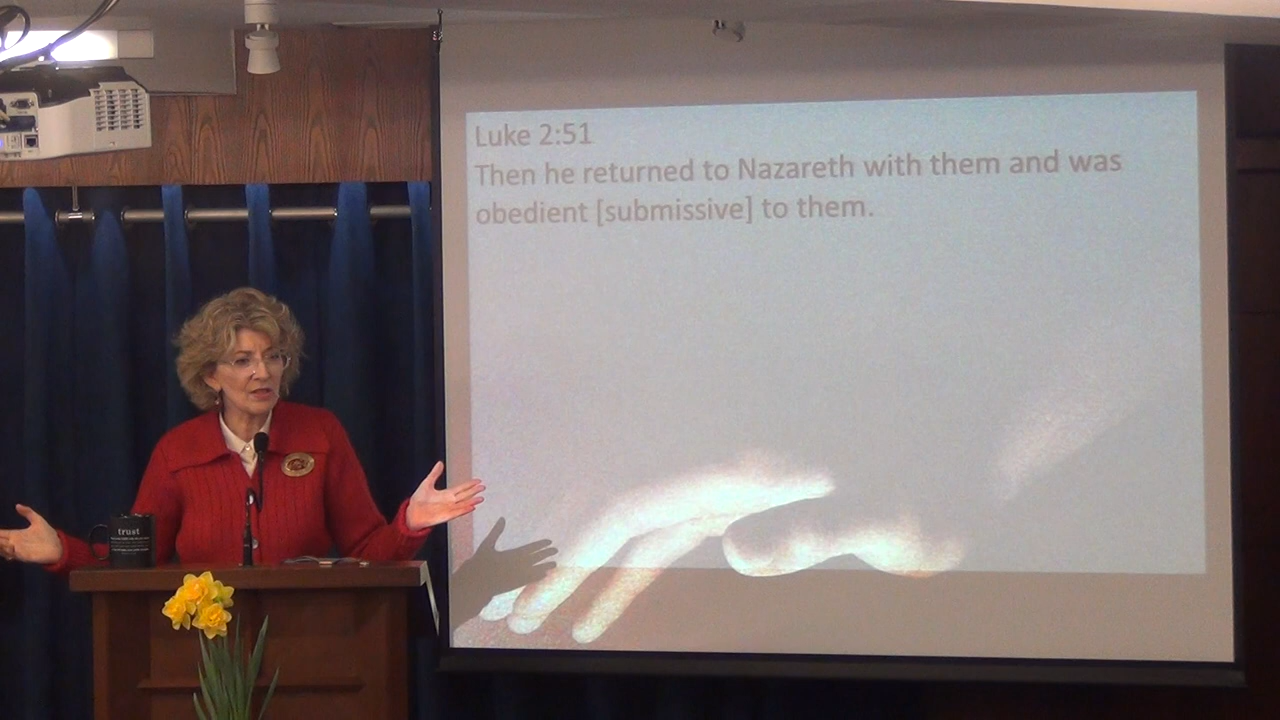 Luke 2:51
Then he returned to Nazareth with them and was
obedient [submissive] to them.
trust